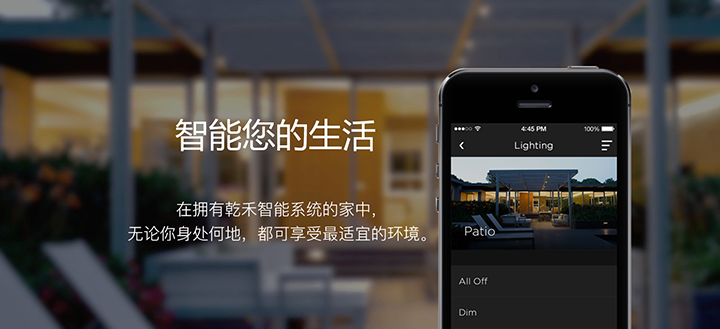 智能您的生活
在拥有乾禾智能系统的家中，
无论你身处何地，都可享受最适宜的环境。
4:45 PM
100%
Lighting
Patio
All Off
Dim